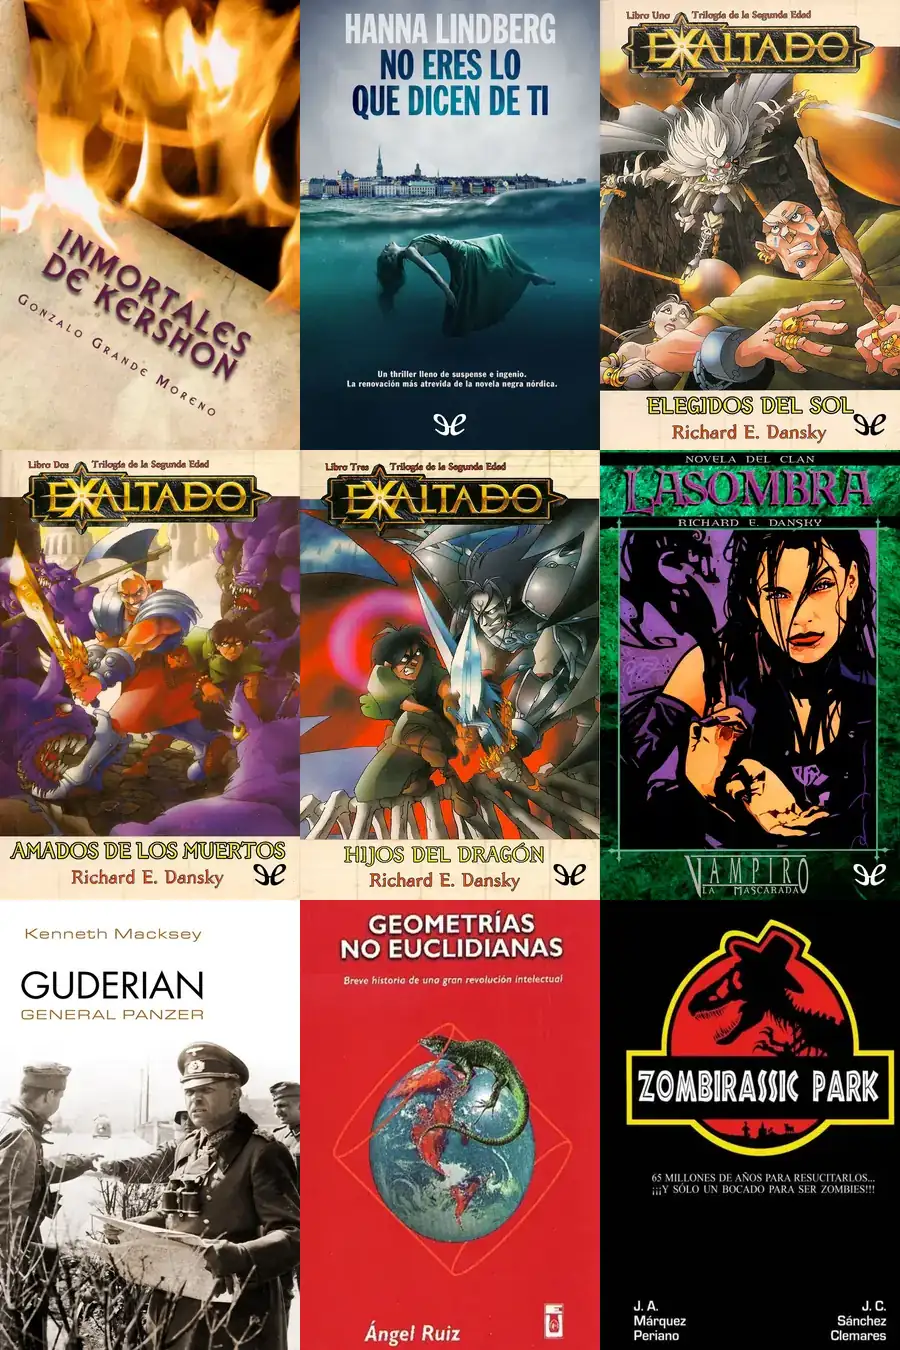 INMORTALES
DE KERSHON
GONZALO GRANDE MORENO
HANNA LINDBERG
NO ERES LO
QUE DICEN DE TI
Un thriller lleno de suspense e ingenio.
La renovación más atrevida de la novela negra nórdica.
Libro Uno Trilogía de la Segunda Edad
EXALTADO
ELEGIDOS DEL SOL
Richard E. Dansky
Libro Dos Trilogía de la Segunda Edad
EXALTADO
AMADOS DE LOS MUERTOS
Richard E. Dansky
Libro Tres Trilogía de la Segunda Edad
EXALTADO
HIJOS DEL DRAGÓN
Richard E. Dansky
NOVELA DEL CLAN
LASOMBRA
RICHARD E. DANSKY
VAMPIRO
LA MASCARADA
Kenneth Macksey
GUDERIAN
GENERAL PANZER
GEOMETRÍAS
NO EUCLIDIANAS
Breve historia de una gran revolución intelectual
Ángel Ruiz
ZOMBIRASSIC PARK
65 MILLONES DE AÑOS PARA RESUCITARLOS...
¡¡¡Y SÓLO UN BOCADO PARA SER ZOMBIES!!!
J. A.
Márquez
Periano
J. C.
Sánchez
Clemares